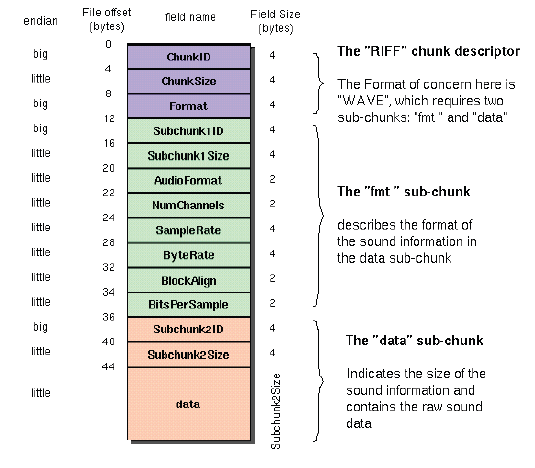 endian File offset (bytes) field name Field Size (bytes)
0
big ChunkID 4
4
little ChunkSize 4
8
big Format 4
12
big Subchunk1ID 4
16
little Subchunk1Size 4
20
little AudioFormat 2
22
little NumChannels 2
24
little SampleRate 4
28
little ByteRate 4
32
little BlockAlign 2
34
little BitsPerSample 2
36
big Subchunk2ID 4
40
little Subchunk2Size 4
44
little data Subchunk2Size
The "RIFF" chunk descriptor
The Format of concern here is
"WAVE", which requires two
sub-chunks: "fmt " and "data"
The "fmt " sub-chunk
describes the format of
the sound information in
the data sub-chunk
The "data" sub-chunk
Indicates the size of the
sound information and
contains the raw sound
data